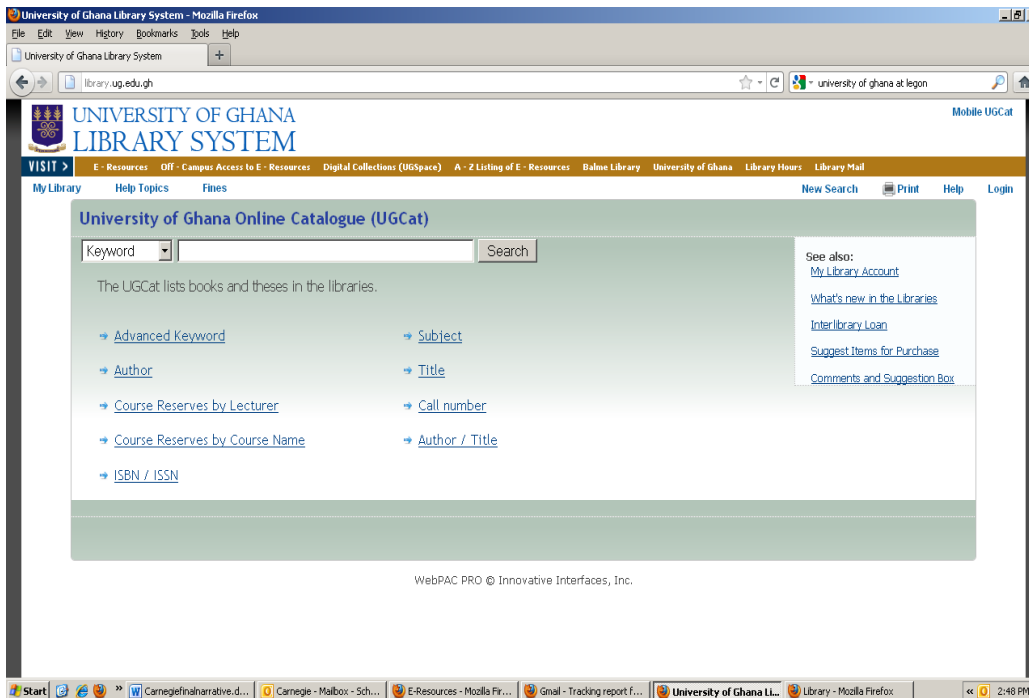 University of Ghana Library System - Mozilla Firefox
File Edit View History Bookmarks Tools Help
University of Ghana Library System +
library.ug.edu.gh university of ghana at legon
UNIVERSITY OF GHANA Mobile UGCat
LIBRARY SYSTEM
VISIT > E - Resources Off - Campus Access to E - Resources Digital Collections (UGSpace) A - Z Listing of E - Resources Balme Library University of Ghana Library Hours Library Mail
My Library Help Topics Fines New Search Print Help Login
University of Ghana Online Catalogue (UGCat)
Keyword Search
The UGCat lists books and theses in the libraries.
Advanced Keyword Subject
Author Title
Course Reserves by Lecturer Call number
Course Reserves by Course Name Author / Title
ISBN / ISSN
See also:
My Library Account
What's new in the Libraries
Interlibrary Loan
Suggest Items for Purchase
Comments and Suggestion Box
WebPAC PRO © Innovative Interfaces, Inc.
Start » Carnegiefinalnarrative.d... Carnegie - Mailbox - Sch... E-Resources - Mozilla Fir... Gmail - Tracking report f... University of Ghana Li... Library - Mozilla Firefox « 2:48 PM